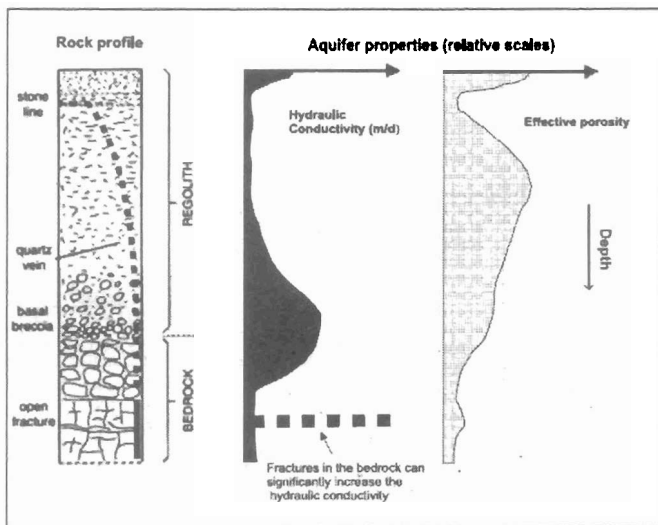 Rock profile
Aquifer properties (relative scales)
stone
line
Hydraulic
Conductivity (m/d)
Effective porosity
REGOLITH
quartz
vein
Depth
basal
breccia
BEDROCK
open
fracture
Fractures in the bedrock can
significantly increase the
hydraulic conductivity